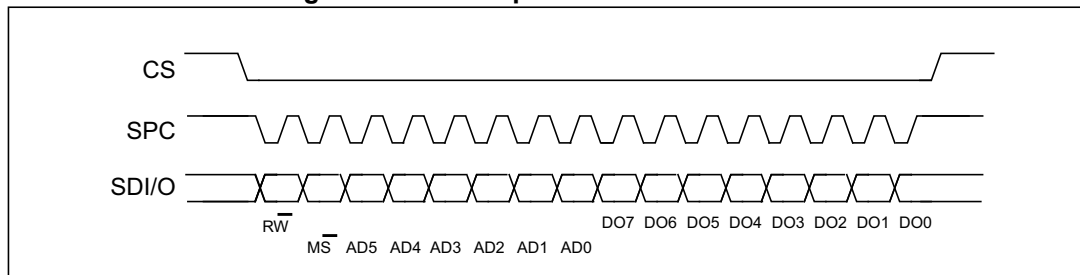 CS
SPC
SDI/O
RW
DO7 DO6 DO5 DO4 DO3 DO2 DO1 DO0
MS AD5 AD4 AD3 AD2 AD1 AD0